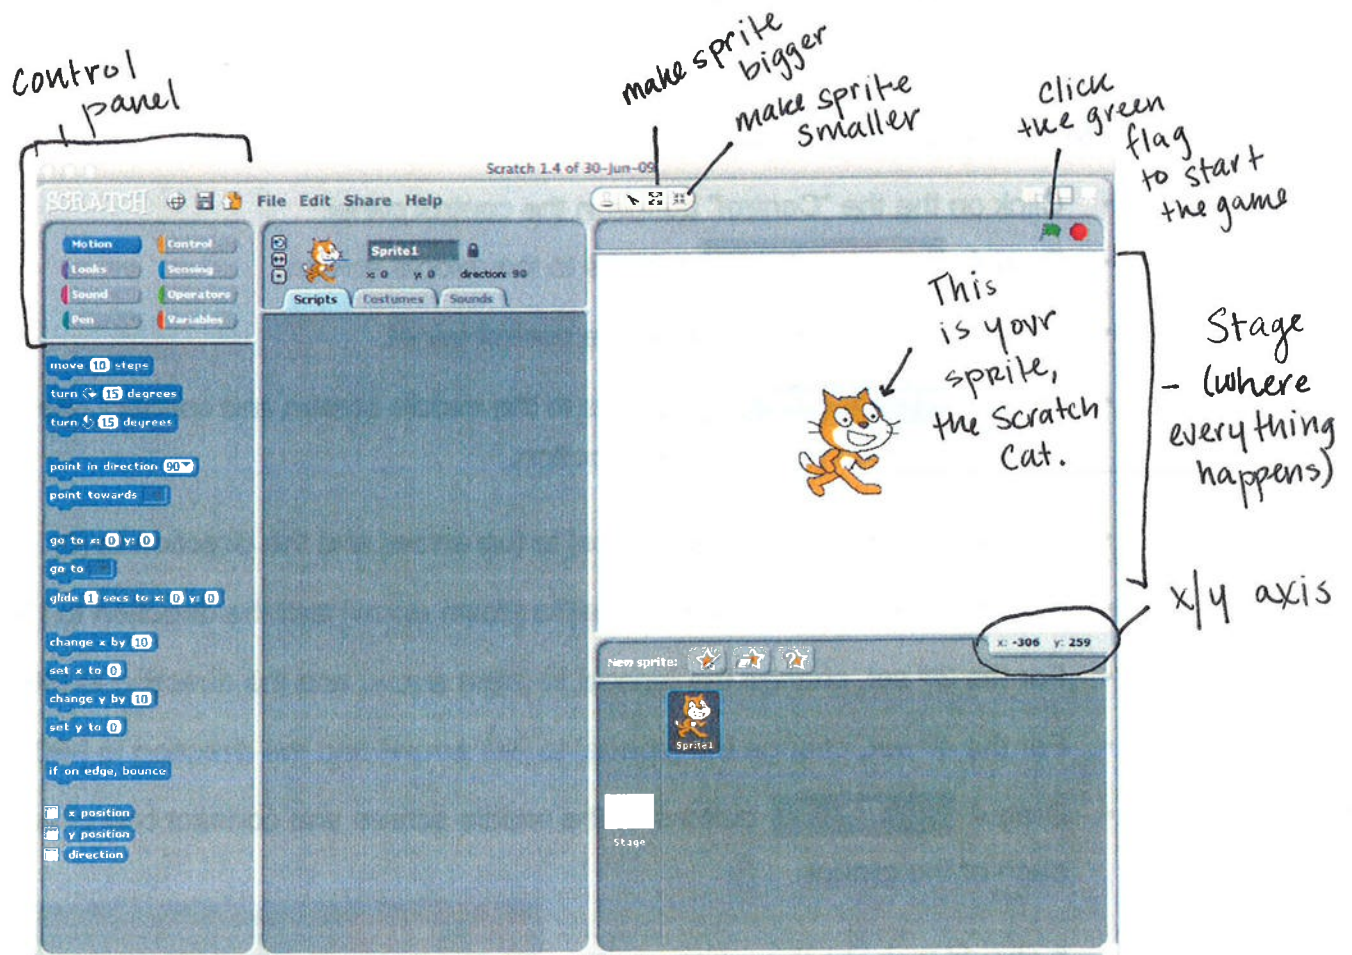 control
panel
make sprite
bigger
make sprite
smaller
click
the green
flag
to start
the game
Scratch 1.4 of 30-Jun-09
SCRATCH File Edit Share Help
Motion Control
Looks Sensing
Sound Operators
Pen Variables
Sprite1
x: 0 y: 0 direction: 90
Scripts Costumes Sounds
move 10 steps
turn 15 degrees
turn 15 degrees
point in direction 90
point towards
go to x: 0 y: 0
go to
glide 1 secs to x: 0 y: 0
change x by 10
set x to 0
change y by 10
set y to 0
if on edge, bounce
x position
y position
direction
This
is your
sprite,
the Scratch
Cat.
Stage
- (where
everything
happens)
x/y axis
x: -306 y: 259
New sprite:
Sprite1
Stage